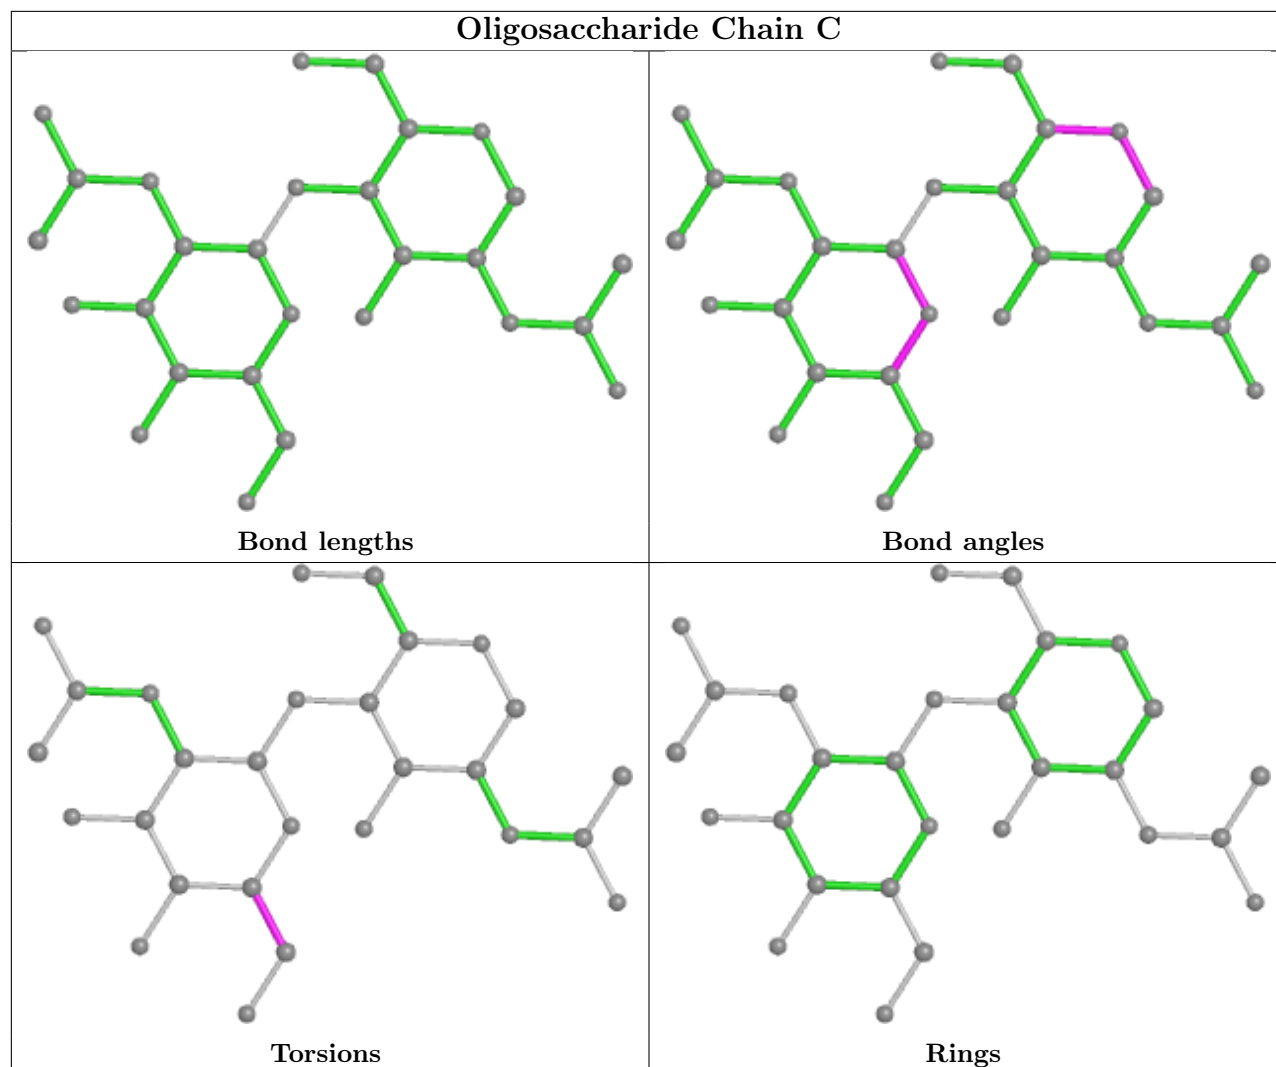 Oligosaccharide Chain C
Bond lengths
Bond angles
Torsions
Rings